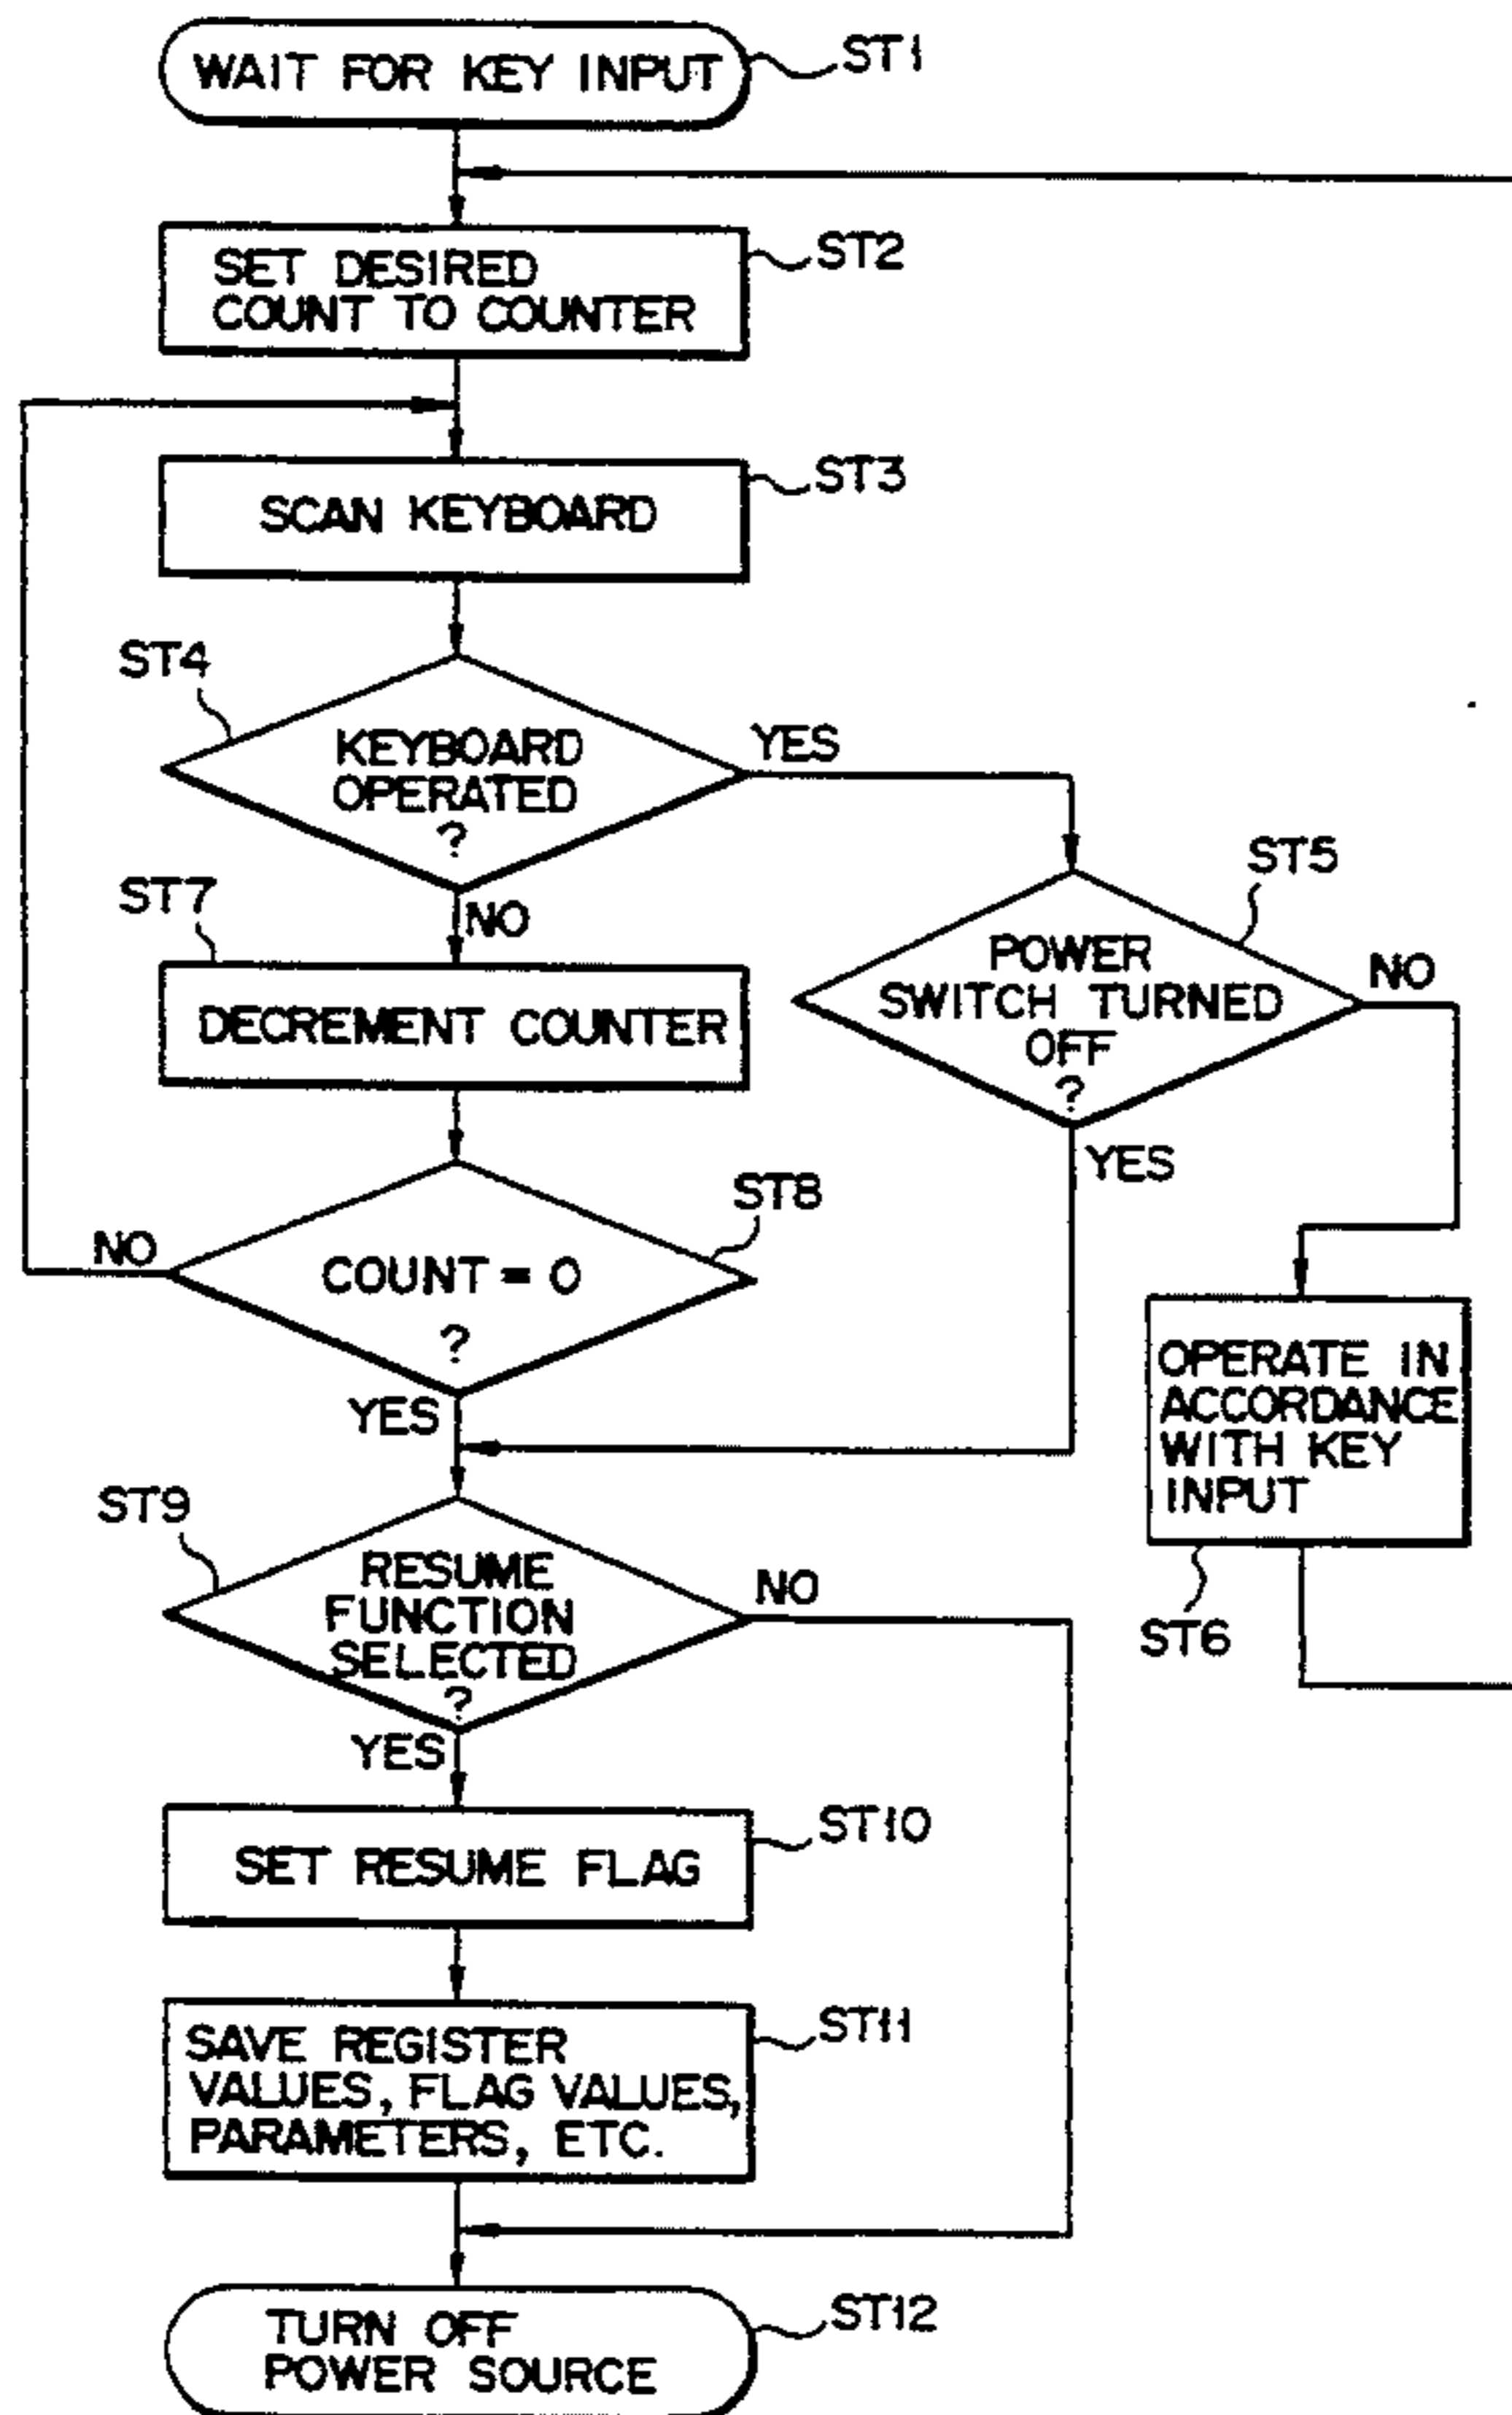 WAIT FOR KEY INPUT
ST1
SET DESIRED
COUNT TO COUNTER
ST2
SCAN KEYBOARD
ST3
ST4
KEYBOARD
OPERATED
?
YES
NO
ST5
POWER
SWITCH TURNED
OFF
?
NO
YES
ST7
DECREMENT COUNTER
ST8
COUNT = 0
?
NO
YES
OPERATE IN
ACCORDANCE
WITH KEY
INPUT
ST6
ST9
RESUME
FUNCTION
SELECTED
?
NO
YES
SET RESUME FLAG
ST10
SAVE REGISTER
VALUES, FLAG VALUES,
PARAMETERS, ETC.
ST11
TURN OFF
POWER SOURCE
ST12